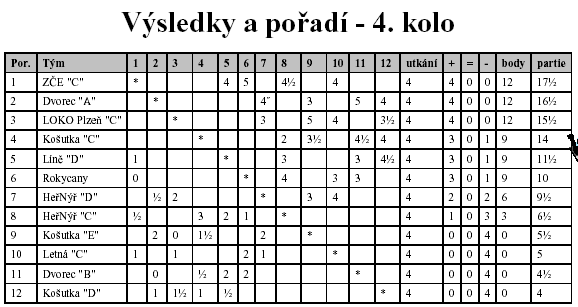 Výsledky a pořadí - 4. kolo
Por. Tým 1 2 3 4 5 6 7 8 9 10 11 12 utkání + = - body partie
1 ZČE "C" * 4 5 4½ 4 4 4 0 0 12 17½
2 Dvorec "A" * 4 3 5 4 4 4 0 0 12 16½
3 LOKO Plzeň "C" * 3 5 4 3½ 4 4 0 0 12 15½
4 Košutka "C" * 2 3½ 4½ 4 4 3 0 1 9 14
5 Líně "D" 1 * 3 3 4½ 4 3 0 1 9 11½
6 Rokycany 0 * 4 3 3 4 3 0 1 9 10
7 HeřNýř "D" ½ 2 * 3 4 4 2 0 2 6 9½
8 HeřNýř "C" ½ 3 2 1 * 4 1 0 3 3 6½
9 Košutka "E" 2 0 1½ 2 * 4 0 0 4 0 5½
10 Letná "C" 1 1 2 1 * 4 0 0 4 0 5
11 Dvorec "B" 0 ½ 2 2 * 4 0 0 4 0 4½
12 Košutka "D" 1 1½ 1 ½ * 4 0 0 4 0 4